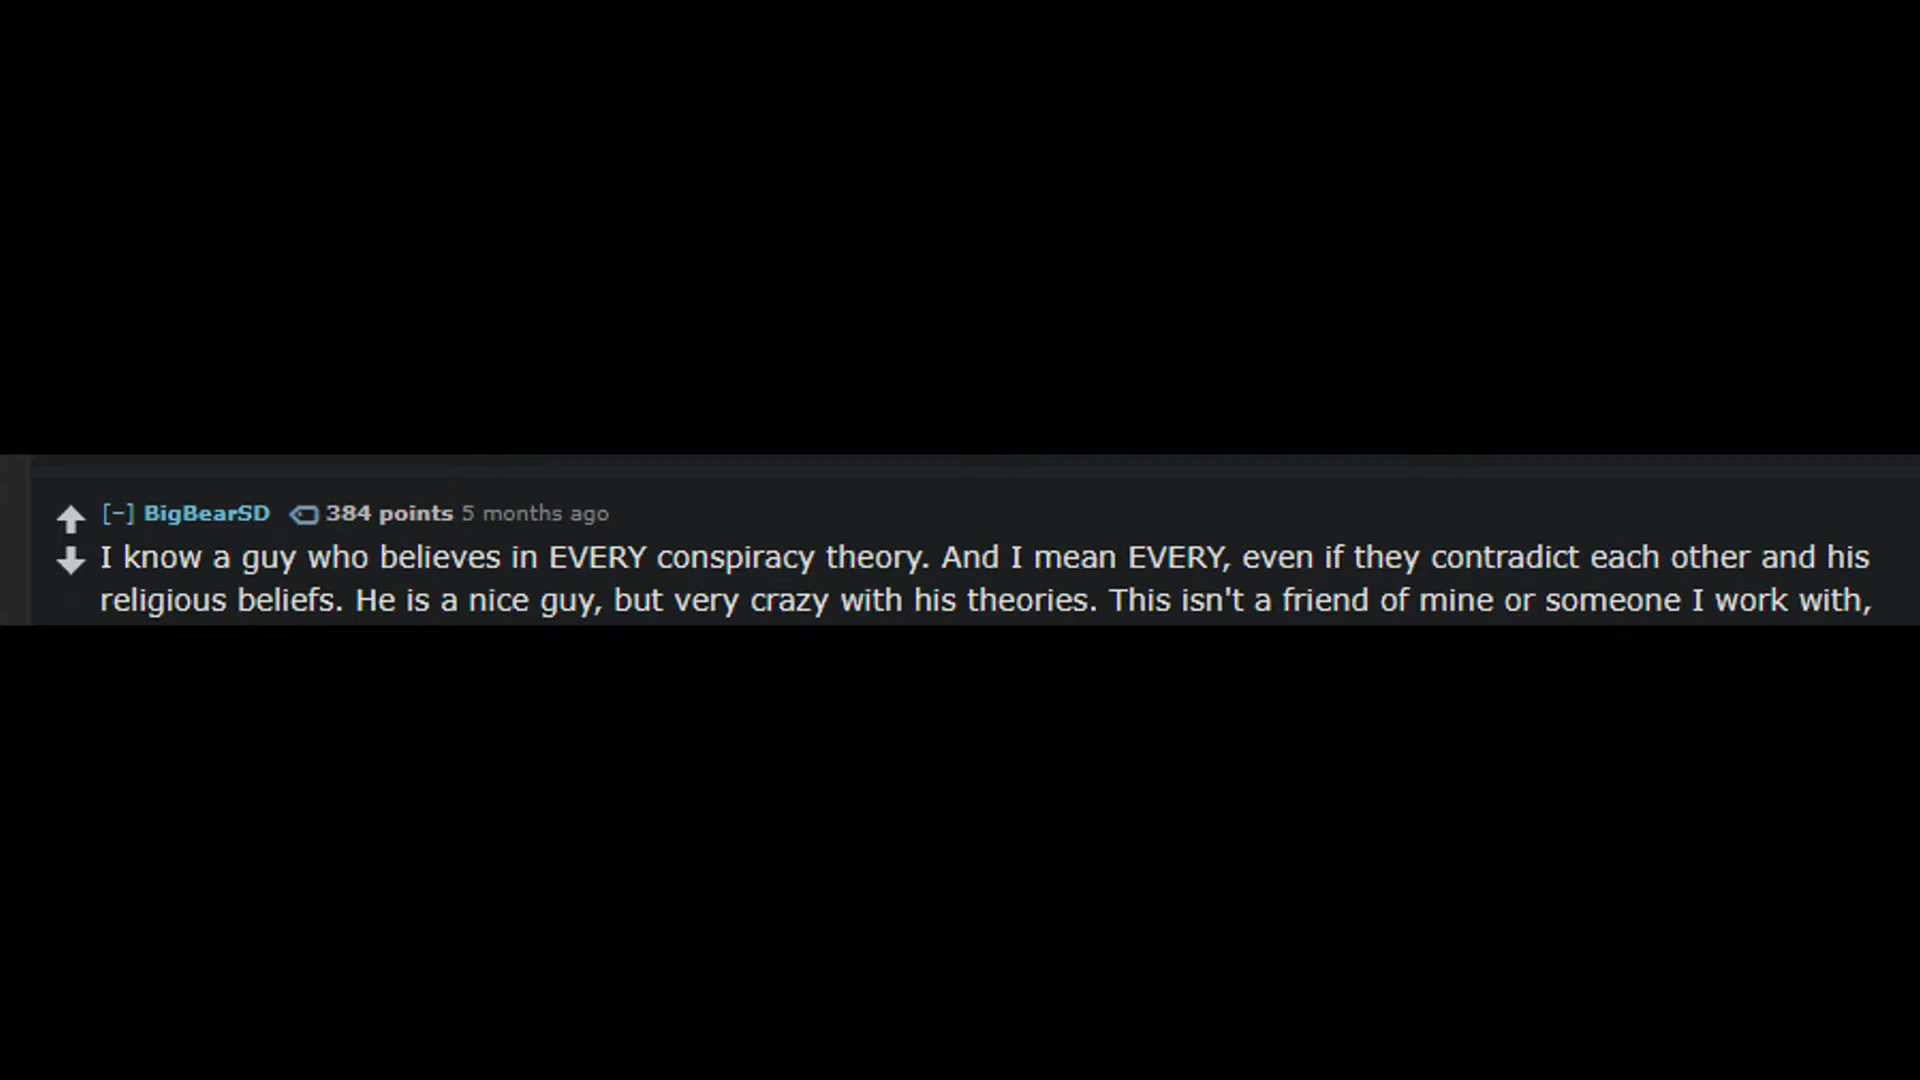 [-] BigBearSD 384 points 5 months ago
I know a guy who believes in EVERY conspiracy theory. And I mean EVERY, even if they contradict each other and his
religious beliefs. He is a nice guy, but very crazy with his theories. This isn't a friend of mine or someone I work with,